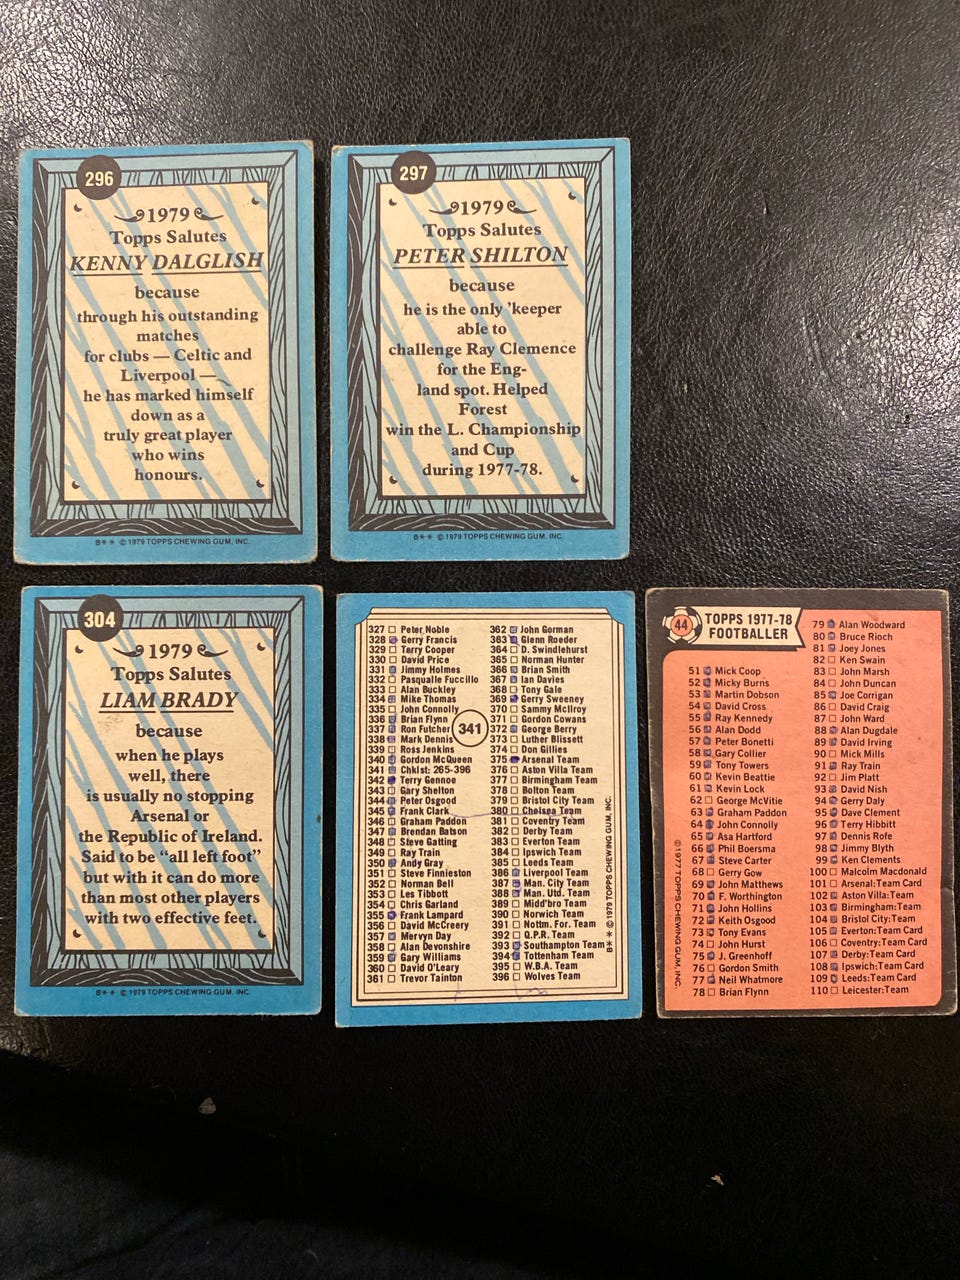 296
1979
Topps Salutes
KENNY DALGLISH
because
through his outstanding
matches
for clubs — Celtic and
Liverpool —
he has marked himself
down as a
truly great player
who wins
honours.
B** © 1979 TOPPS CHEWING GUM, INC.
297
1979
Topps Salutes
PETER SHILTON
because
he is the only 'keeper
able to
challenge Ray Clemence
for the Eng-
land spot. Helped
Forest
win the L. Championship
and Cup
during 1977-78.
B** © 1979 TOPPS CHEWING GUM, INC.
304
1979
Topps Salutes
LIAM BRADY
because
when he plays
well, there
is usually no stopping
Arsenal or
the Republic of Ireland.
Said to be "all left foot"
but with it can do more
than most other players
with two effective feet.
B** © 1979 TOPPS CHEWING GUM, INC.
327 Peter Noble
328 Gerry Francis
329 Tarry Cooper
330 David Price
331 Jimmy Holmes
332 Pasqualle Fuccillo
333 Alan Buckley
334 Mike Thomas
335 John Connolly
336 Brian Flynn
337 Ron Futcher
338 Mark Dennis
339 Ross Jenkins
340 Gordon McQueen
341 Chklst: 265-396
342 Terry Gennoe
343 Gary Shelton
344 Peter Osgood
345 Frank Clark
346 Graham Paddon
347 Brendan Batson
348 Steve Gatting
349 Ray Train
350 Andy Gray
351 Steve Finnieston
352 Norman Bell
353 Les Tibbott
354 Chris Garland
355 Frank Lampard
356 David McCreery
357 Mervyn Day
358 Alan Devonshire
359 Gary Williams
360 David O'Leary
361 Trevor Tainton
341
362 John Gorman
363 Glenn Roeder
364 D. Swindlehurst
365 Norman Hunter
366 Brian Smith
367 Ian Davies
368 Tony Gale
369 Gerry Sweeney
370 Sammy McIlroy
371 Gordon Cowans
372 George Berry
373 Luther Blissett
374 Don Gillies
375 Arsenal Team
376 Aston Villa Team
377 Birmingham Team
378 Bolton Team
379 Bristol City Team
380 Chelsea Team
381 Coventry Team
382 Derby Team
383 Everton Team
384 Ipswich Team
385 Leeds Team
386 Liverpool Team
387 Man. City Team
388 Man. Utd. Team
389 Midd'bro Team
390 Norwich Team
391 Nottm. For. Team
392 Q.P.R. Team
393 Southampton Team
394 Tottenham Team
395 W.B.A. Team
396 Wolves Team
B** © 1979 TOPPS CHEWING GUM, INC.
44
TOPPS 1977-78
FOOTBALLER
51 Mick Coop
52 Micky Burns
53 Martin Dobson
54 David Cross
55 Ray Kennedy
56 Alan Dodd
57 Peter Bonetti
58 Gary Collier
59 Tony Towers
60 Kevin Beattie
61 Kevin Lock
62 George McVitie
63 Graham Paddon
64 John Connolly
65 Asa Hartford
66 Phil Boersma
67 Steve Carter
68 Gerry Gow
69 John Matthews
70 F. Worthington
71 John Hollins
72 Keith Osgood
73 Tony Evans
74 John Hurst
75 J. Greenhoff
76 Gordon Smith
77 Neil Whatmore
78 Brian Flynn
79 Alan Woodward
80 Bruce Rioch
81 Joey Jones
82 Ken Swain
83 John Marsh
84 John Duncan
85 Joe Corrigan
86 David Craig
87 John Ward
88 Alan Dugdale
89 David Irving
90 Mick Mills
91 Ray Train
92 Jim Platt
93 David Nish
94 Gerry Daly
95 Dave Clement
96 Terry Hibbitt
97 Dennis Rofe
98 Jimmy Blyth
99 Ken Clements
100 Malcolm Macdonald
101 Arsenal:Team Card
102 Aston Villa:Team
103 Birmingham:Team
104 Bristol City:Team
105 Everton:Team Card
106 Coventry:Team Card
107 Derby:Team Card
108 Ipswich:Team Card
109 Leeds:Team Card
110 Leicester:Team
© 1977 TOPPS CHEWING GUM, INC.